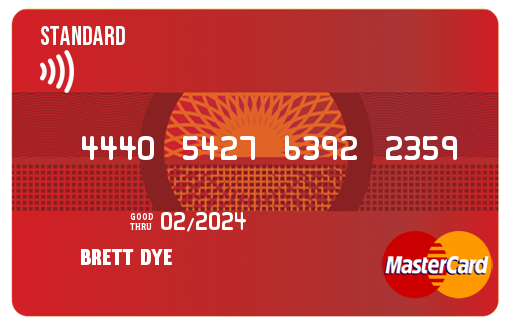 STANDARD
4440 5427 6392 2359
GOOD
THRU 02/2024
BRETT DYE
MasterCard